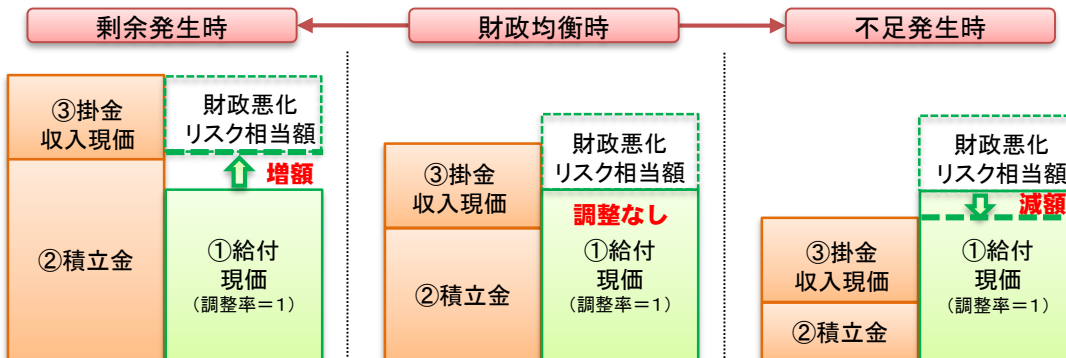 剰余発生時
財政均衡時
不足発生時
③掛金
収入現価
②積立金
財政悪化
リスク相当額
増額
①給付
現価
(調整率＝1)
③掛金
収入現価
②積立金
財政悪化
リスク相当額
調整なし
①給付
現価
(調整率＝1)
③掛金
収入現価
②積立金
財政悪化
リスク相当額
減額
①給付
現価
(調整率＝1)